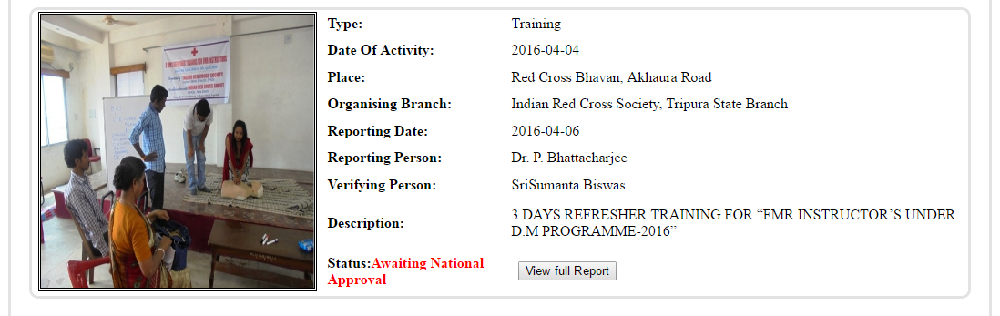 Type: Training
Date Of Activity: 2016-04-04
Place: Red Cross Bhavan, Akhaura Road
Organising Branch: Indian Red Cross Society, Tripura State Branch
Reporting Date: 2016-04-06
Reporting Person: Dr. P. Bhattacharjee
Verifying Person: SriSumanta Biswas
Description: 3 DAYS REFRESHER TRAINING FOR “FMR INSTRUCTOR’S UNDER
D.M PROGRAMME-2016”
Status:Awaiting National
Approval
View full Report
INDIAN RED CROSS SOCIETY